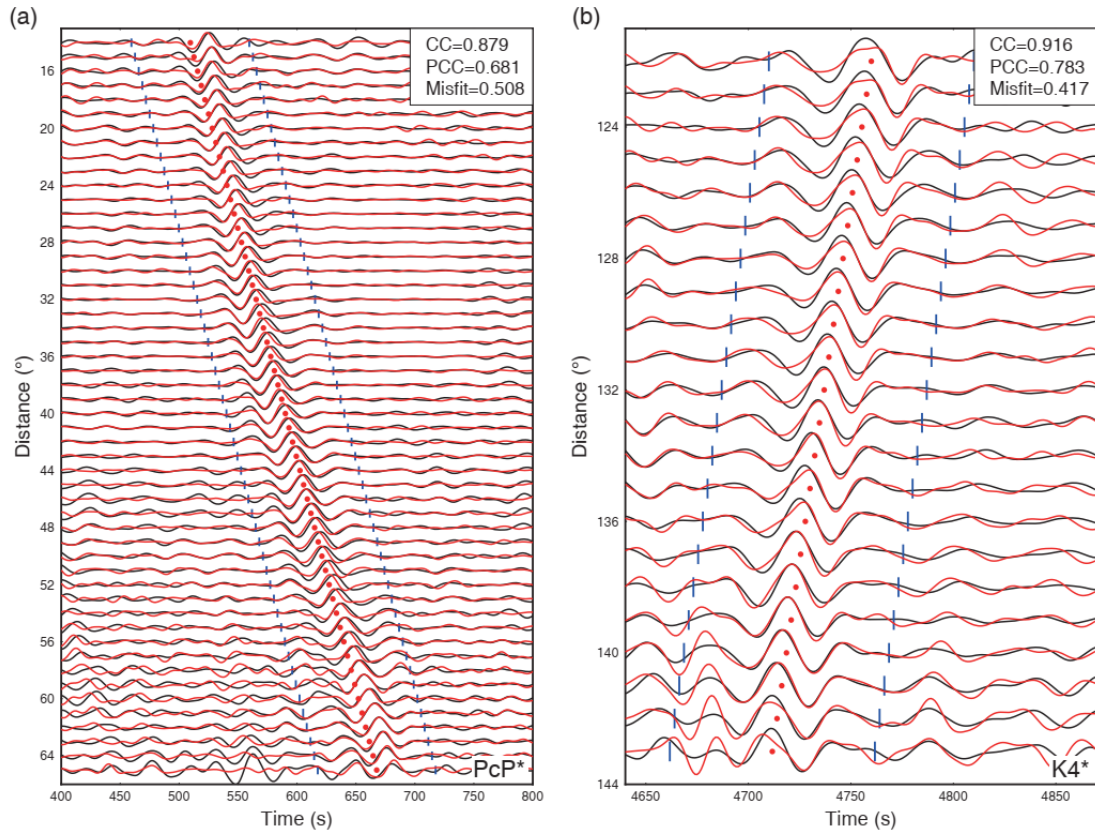 (a)
CC=0.879
PCC=0.681
Misfit=0.508
16
20
24
28
32
36
40
44
48
52
56
60
64
Distance (°)
PcP*
400 450 500 550 600 650 700 750 800
Time (s)
(b)
CC=0.916
PCC=0.783
Misfit=0.417
124
128
132
136
140
144
Distance (°)
K4*
4650 4700 4750 4800 4850
Time (s)